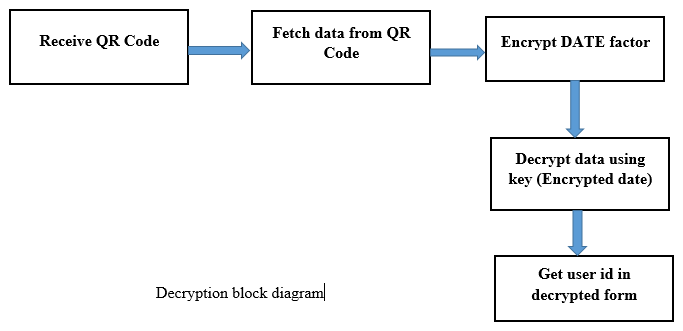 Receive QR Code
Fetch data from QR
Code
Encrypt DATE factor
Decrypt data using
key (Encrypted date)
Get user id in
decrypted form
Decryption block diagram